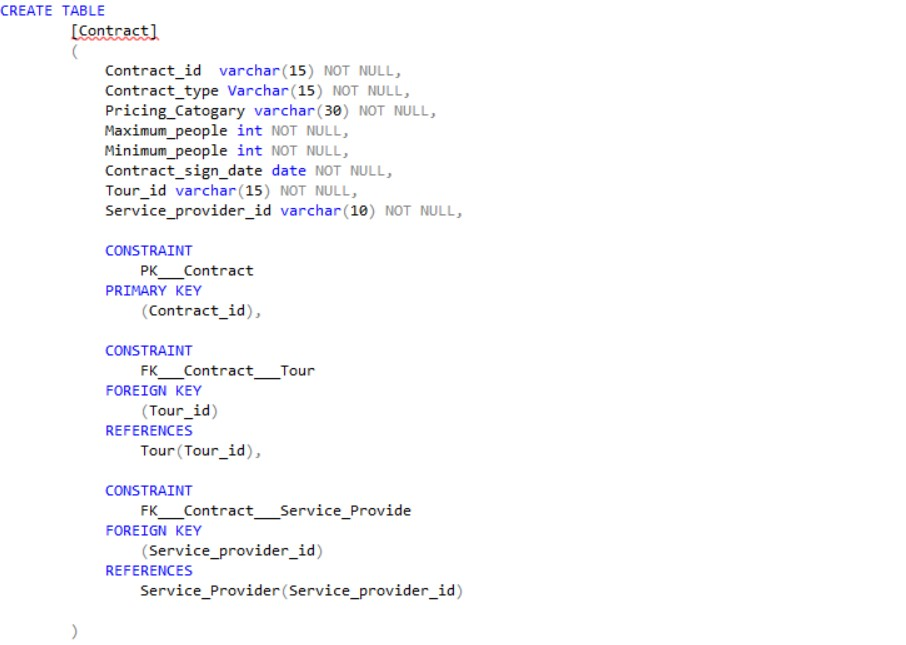 CREATE TABLE
[Contract]
(
Contract_id  varchar(15) NOT NULL,
Contract_type Varchar(15) NOT NULL,
Pricing_Catogary varchar(30) NOT NULL,
Maximum_people int NOT NULL,
Minimum_people int NOT NULL,
Contract_sign_date date NOT NULL,
Tour_id varchar(15) NOT NULL,
Service_provider_id varchar(10) NOT NULL,
CONSTRAINT
PK___Contract
PRIMARY KEY
(Contract_id),
CONSTRAINT
FK___Contract___Tour
FOREIGN KEY
(Tour_id)
REFERENCES
Tour(Tour_id),
CONSTRAINT
FK___Contract___Service_Provide
FOREIGN KEY
(Service_provider_id)
REFERENCES
Service_Provider(Service_provider_id)
)